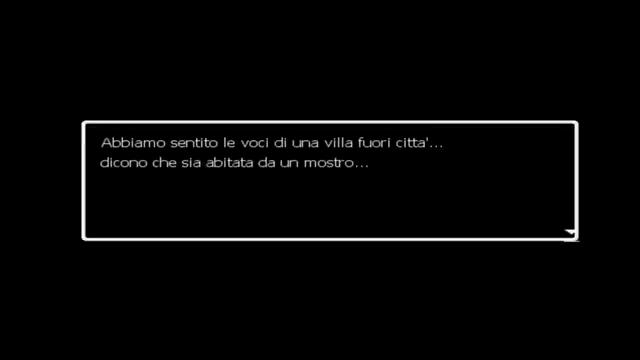 Abbiamo sentito le voci di una villa fuori citta'...
dicono che sia abitata da un mostro...